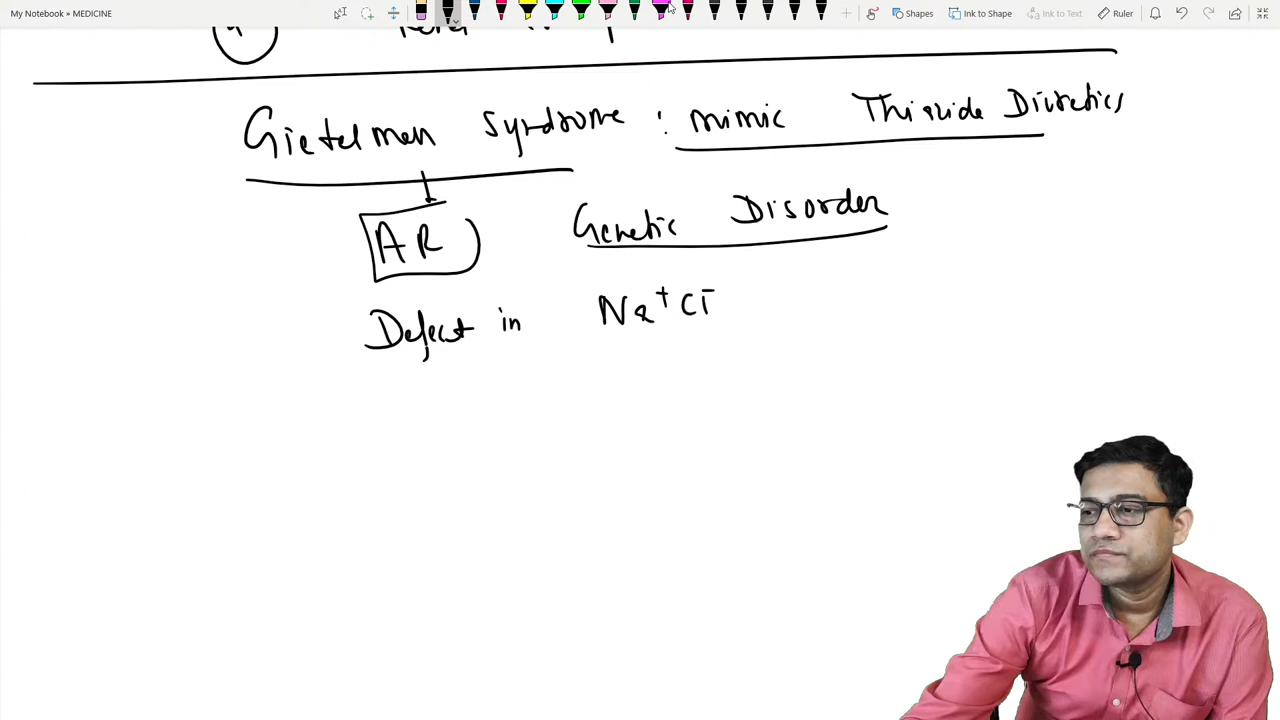 My Notebook » MEDICINE
Shapes
Ink to Shape
Ink to Text
Ruler
Gietelmen Syndrome : mimic Thiazide Diuretics
AR Genetic Disorder
Defect in Na+Cl-